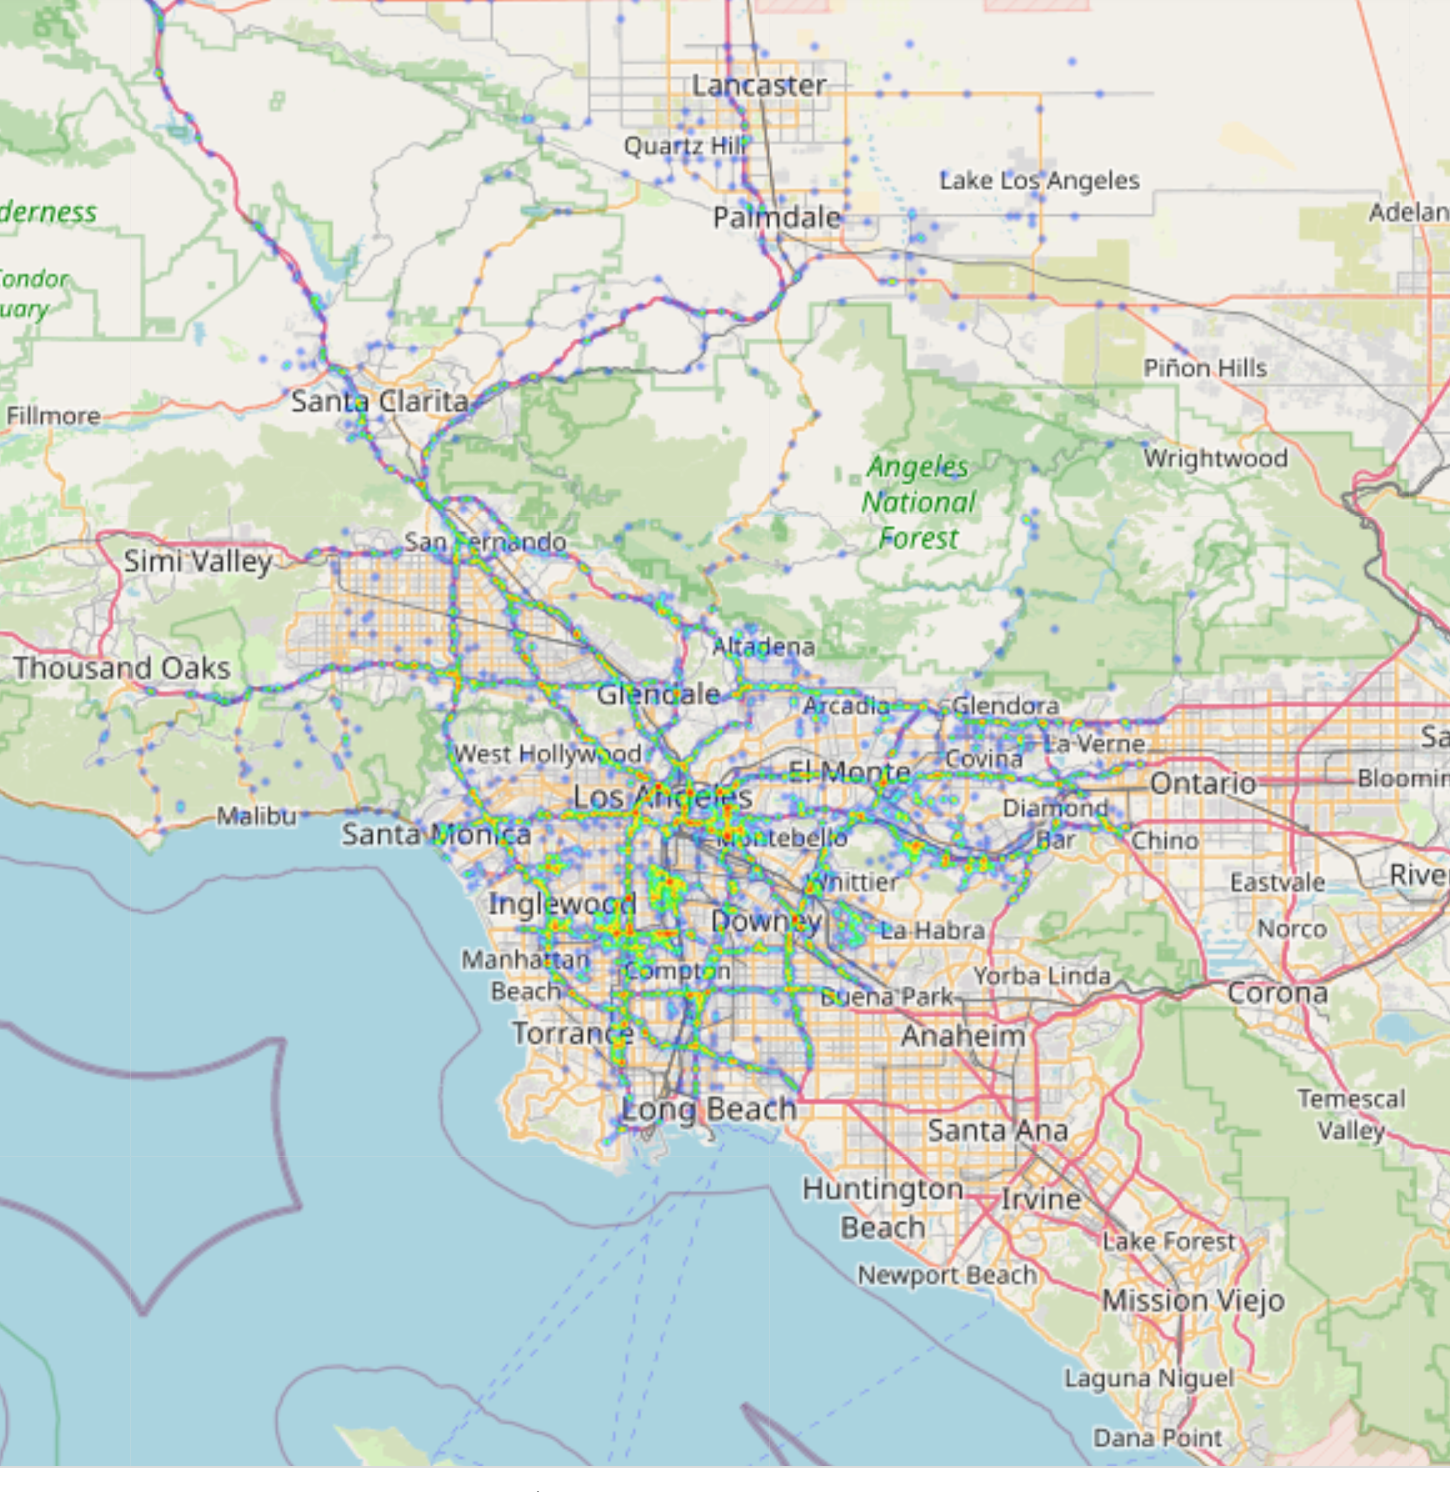 Lancaster
Quartz Hill
Lake Los Angeles
derness
Palmdale
Adelan
Condor
uary
Piñon Hills
Santa Clarita
Fillmore
Wrightwood
Angeles
National
Forest
San Fernando
Simi Valley
Altadena
Thousand Oaks
Glendale
Arcadia
Glendora
Sa
La Verne
West Hollywood
Covina
El Monte
Ontario
Bloomin
Los Angeles
Diamond
Bar
Malibu
Santa Monica
Montebello
Chino
Whittier
Eastvale
River
Inglewood
Downey
La Habra
Norco
Manhattan
Beach
Compton
Yorba Linda
Buena Park
Corona
Torrance
Anaheim
Long Beach
Temescal
Valley
Santa Ana
Huntington
Beach
Irvine
Lake Forest
Newport Beach
Mission Viejo
Laguna Niguel
Dana Point